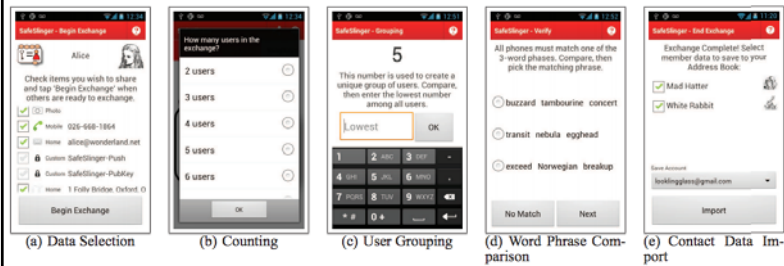 12:34
SafeSlinger - Begin Exchange
Alice
Check items you wish to share
and tap 'Begin Exchange' when
others are ready to exchange.
Photo
Mobile 026-668-1864
Home alice@wonderland.net
Custom SafeSlinger-Push
Custom SafeSlinger-PubKey
Home 1 Folly Bridge, Oxford, O
Begin Exchange
(a) Data Selection
12:34
How many users in the
exchange?
2 users
3 users
4 users
5 users
6 users
OK
(b) Counting
12:51
SafeSlinger - Grouping
5
This number is used to create a
unique group of users. Compare,
then enter the lowest number
among all users.
Lowest OK
1 2 ABC 3 DEF -
4 GHI 5 JKL 6 MNO .
7 PQRS 8 TUV 9 WXYZ
* # 0 +
(c) User Grouping
12:52
SafeSlinger - Verify
All phones must match one of the
3-word phases. Compare, then
pick the matching phrase.
buzzard tambourine concert
transit nebula egghead
exceed Norwegian breakup
No Match Next
(d) Word Phrase Com-
parison
11:20
SafeSlinger - End Exchange
Exchange Complete! Select
member data to save to your
Address Book:
Mad Hatter
White Rabbit
Save Account
lookingglass@gmail.com
Import
(e) Contact Data Im-
port